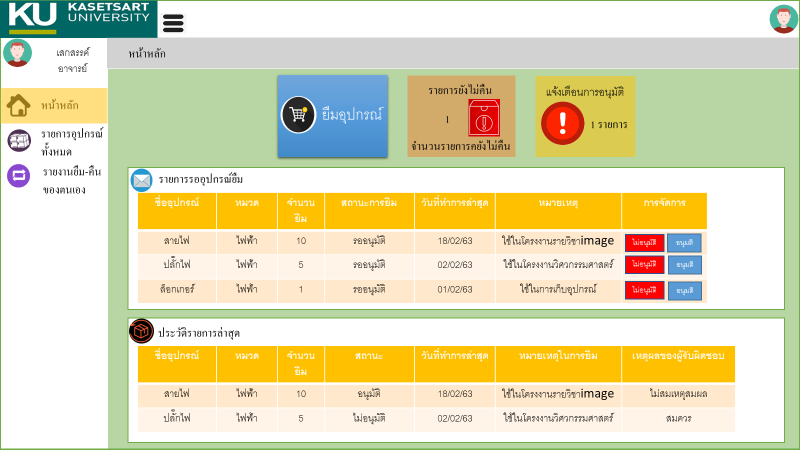 KU KASETSART
UNIVERSITY
เสกสรรค์
อาจารย์
หน้าหลัก
หน้าหลัก
รายการอุปกรณ์
ทั้งหมด
รายงานยืม-คืน
ของตนเอง
ยืมอุปกรณ์
รายการยังไม่คืน
1
จำนวนรายการคยังไม่คืน
แจ้งเตือนการอนุมัติ
1 รายการ
รายการรออุปกรณ์ยืม
ชื่ออุปกรณ์ หมวด จำนวน สถานะการยืม วันที่ทำการล่าสุด หมายเหตุ การจัดการ
ยืม
สายไฟ ไฟฟ้า 10 รออนุมัติ 18/02/63 ใช้ในโครงงานรายวิชาimage ไม่อนุมัติ อนุมติ
ปลั๊กไฟ ไฟฟ้า 5 รออนุมัติ 02/02/63 ใช้ในโครงงานวิศวกรรมศาสตร์ ไม่อนุมัติ อนุมติ
ล็อกเกอร์ ไฟฟ้า 1 รออนุมัติ 01/02/63 ใช้ในการเก็บอุปกรณ์ ไม่อนุมัติ อนุมติ
ประวัติรายการล่าสุด
ชื่ออุปกรณ์ หมวด จำนวน สถานะ วันที่ทำการล่าสุด หมายเหตุในการยืม เหตุผลของผู้รับผิดชอบ
ยืม
สายไฟ ไฟฟ้า 10 อนุมัติ 18/02/63 ใช้ในโครงงานรายวิชาimage ไม่สมเหตุสมผล
ปลั๊กไฟ ไฟฟ้า 5 ไม่อนุมัติ 02/02/63 ใช้ในโครงงานวิศวกรรมศาสตร์ สมควร